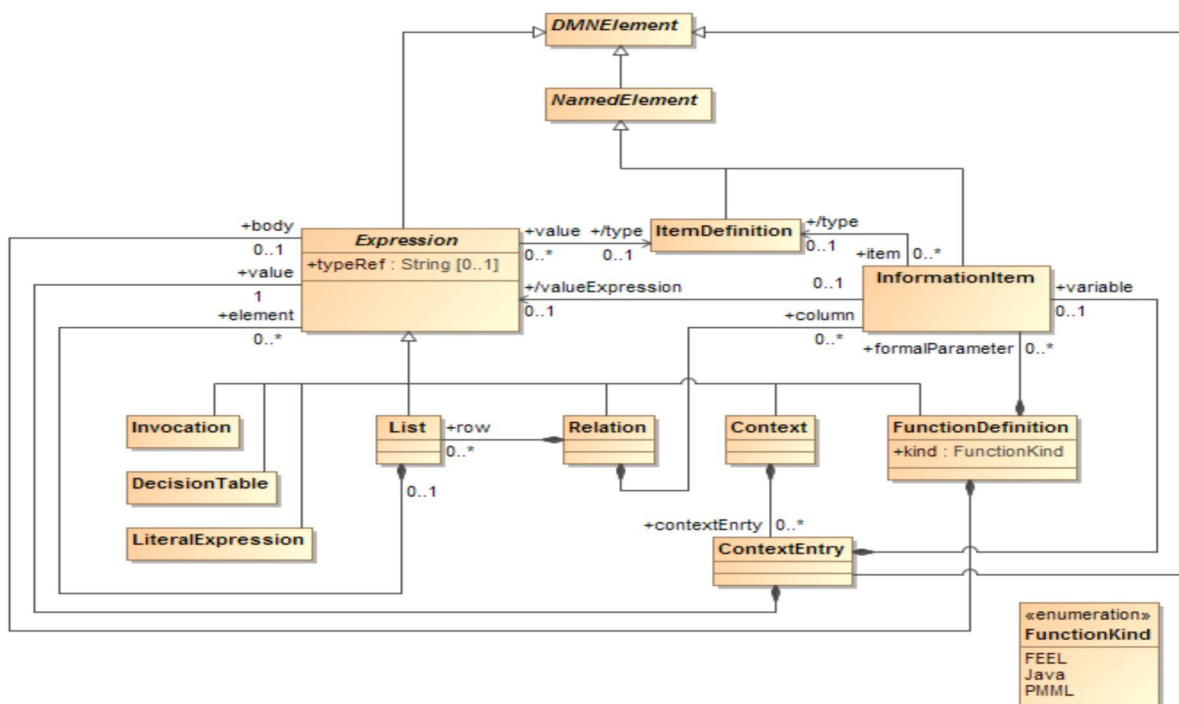 DMNElement
NamedElement
+body
0..1
+value
1
+element
0..*
Expression
+typeRef : String [0..1]
+value
0..*
+/type
0..1
ItemDefinition
+/type
0..1
+item
0..*
+/valueExpression
0..1
0..1
InformationItem
+variable
0..1
+column
0..*
+formalParameter
0..*
Invocation
DecisionTable
LiteralExpression
List
0..1
+row
0..*
Relation
Context
FunctionDefinition
+kind : FunctionKind
+contextEnrty
0..*
ContextEntry
«enumeration»
FunctionKind
FEEL
Java
PMML